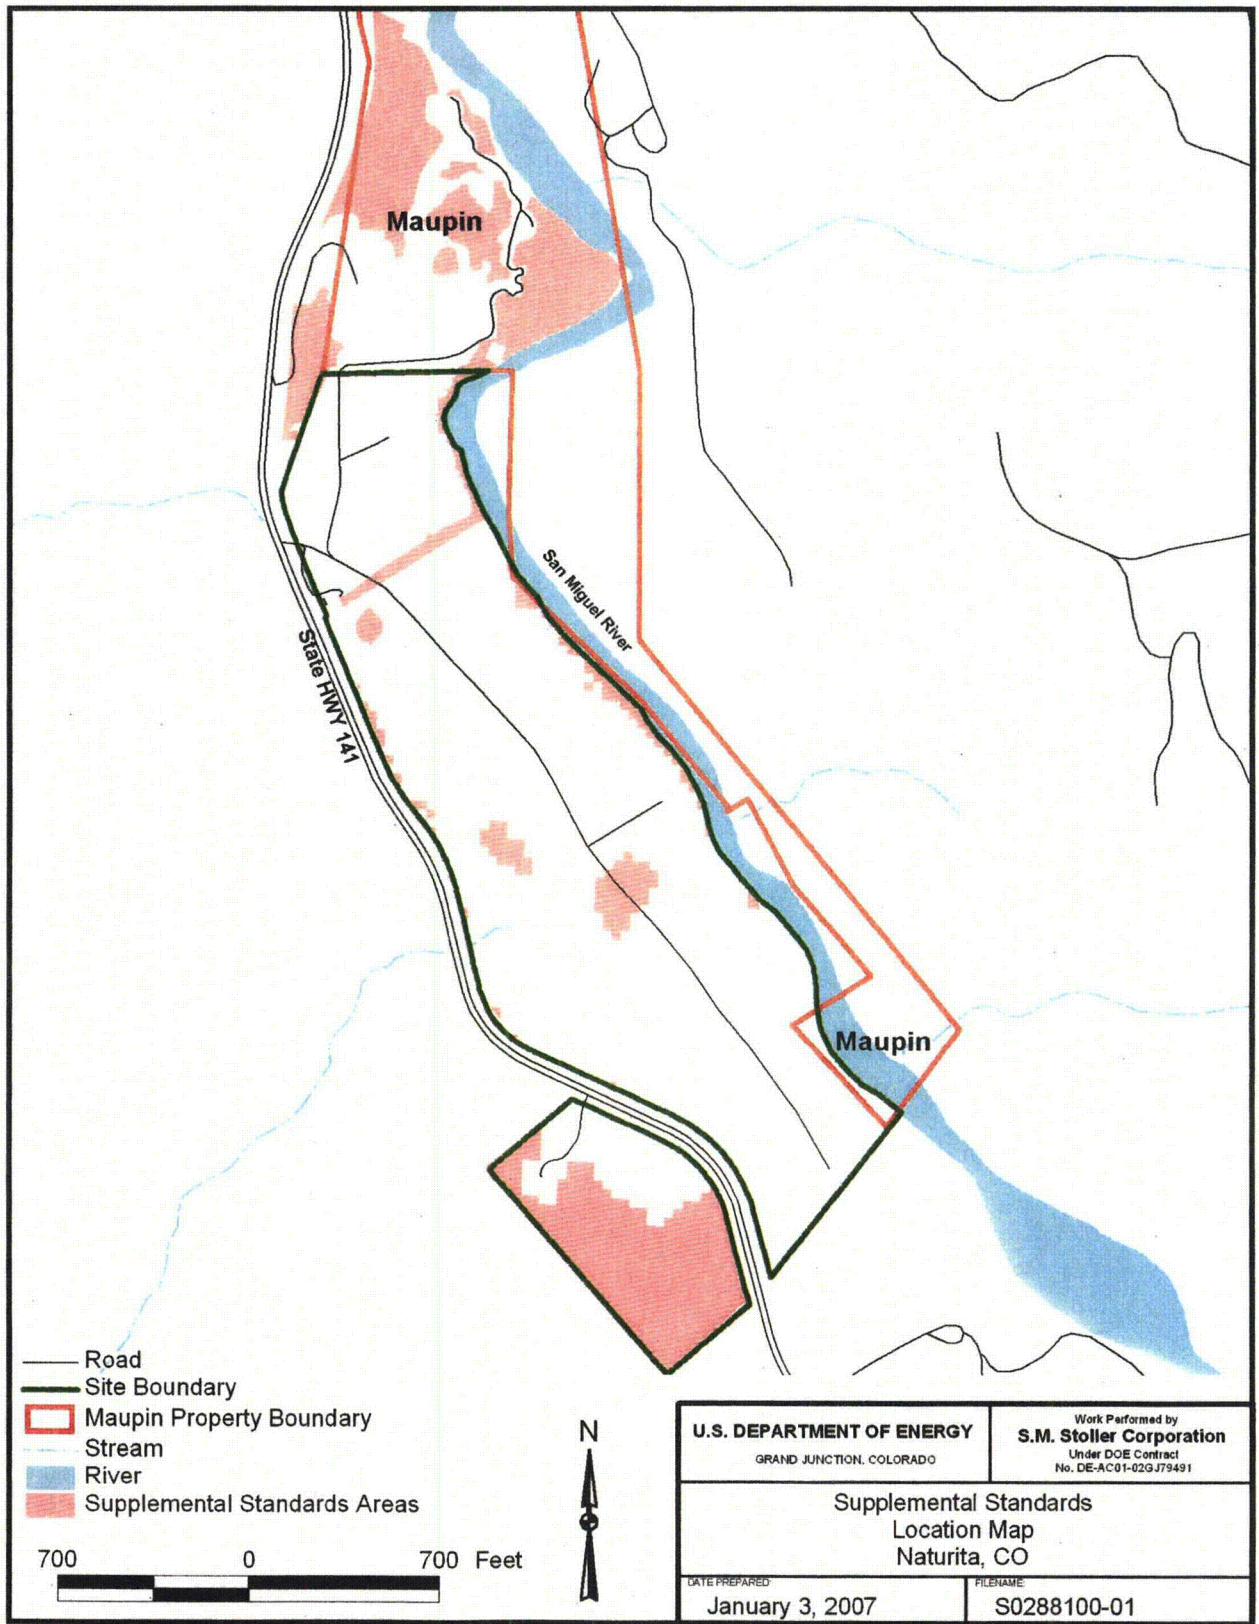 Maupin
San Miguel River
State HWY 141
Maupin
Road
Site Boundary
Maupin Property Boundary
Stream
River
Supplemental Standards Areas
700 0 700 Feet
N
U.S. DEPARTMENT OF ENERGY
GRAND JUNCTION, COLORADO
Work Performed by
S.M. Stoller Corporation
Under DOE Contract
No. DE-AC01-02GJ79491
Supplemental Standards
Location Map
Naturita, CO
DATE PREPARED:
January 3, 2007
FILENAME:
S0288100-01